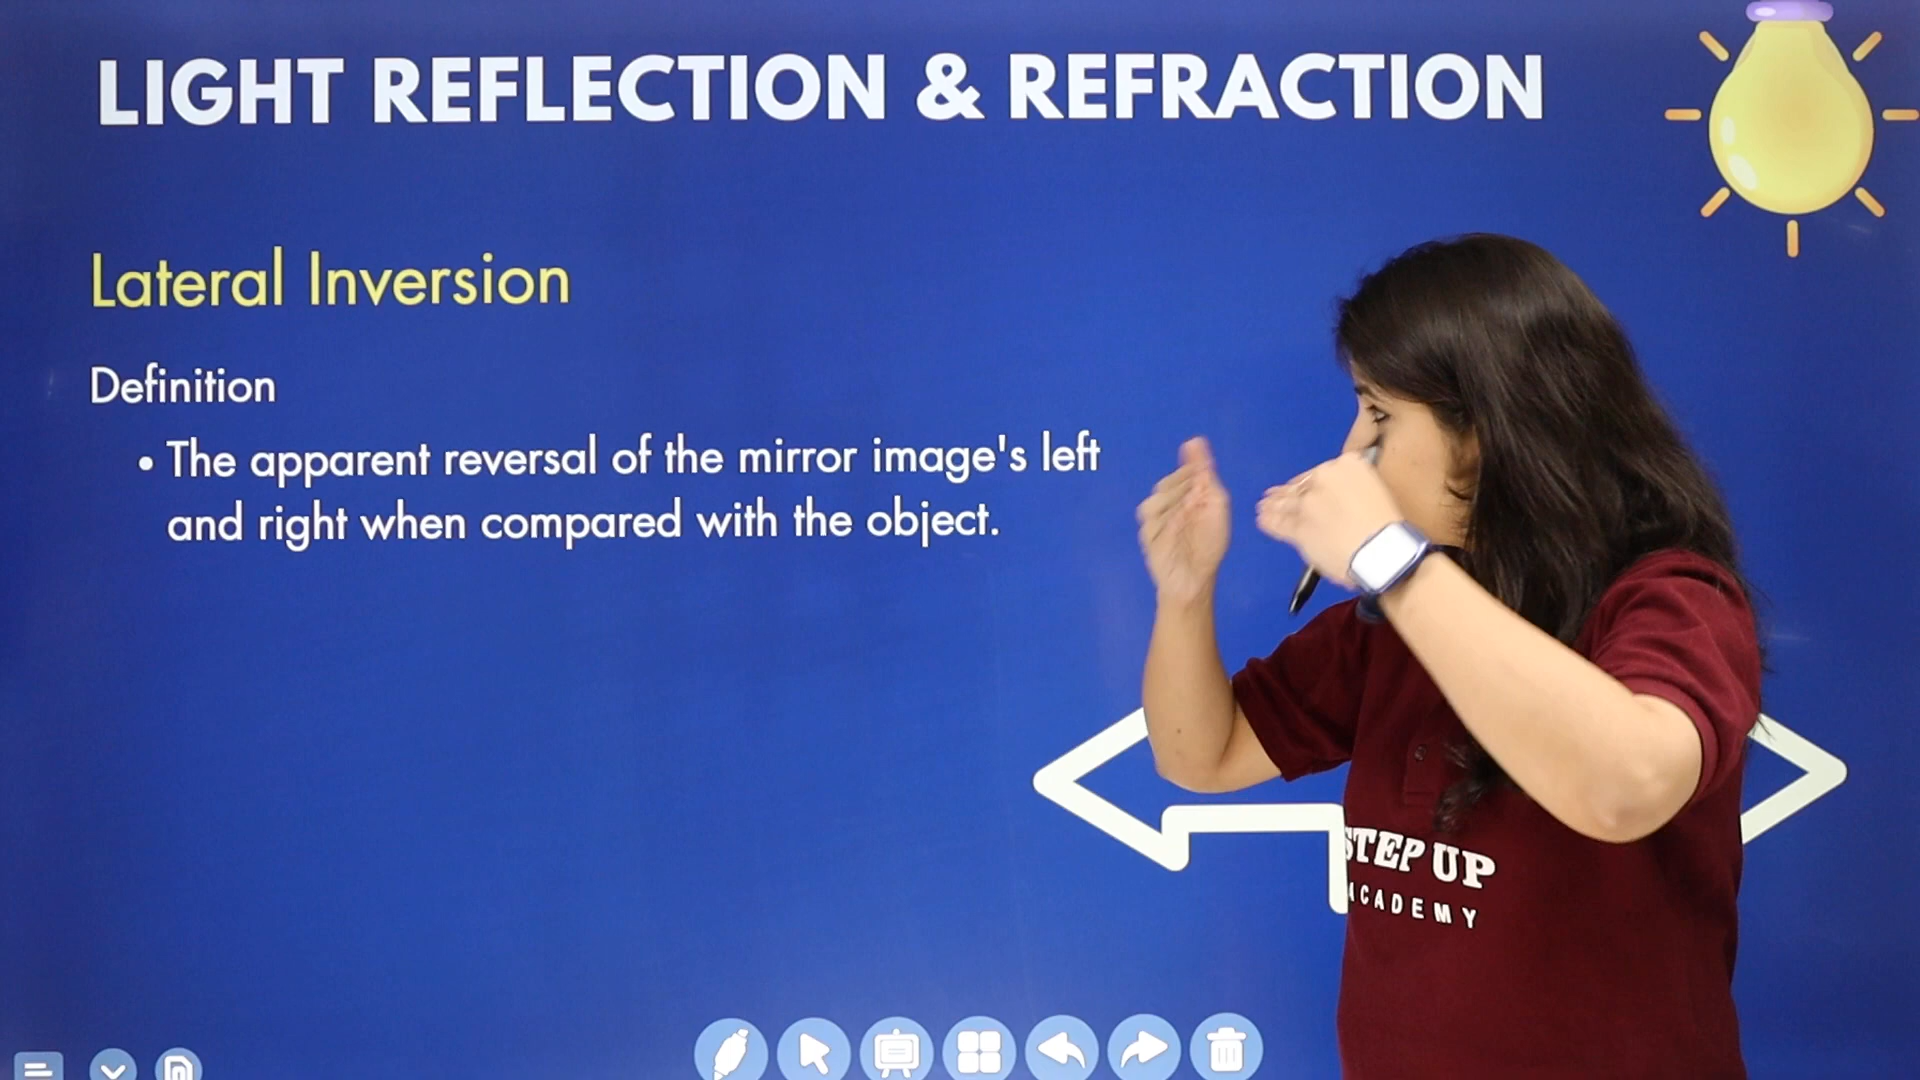 LIGHT REFLECTION & REFRACTION
Lateral Inversion
Definition
• The apparent reversal of the mirror image's left
and right when compared with the object.
STEP UP
ACADEMY